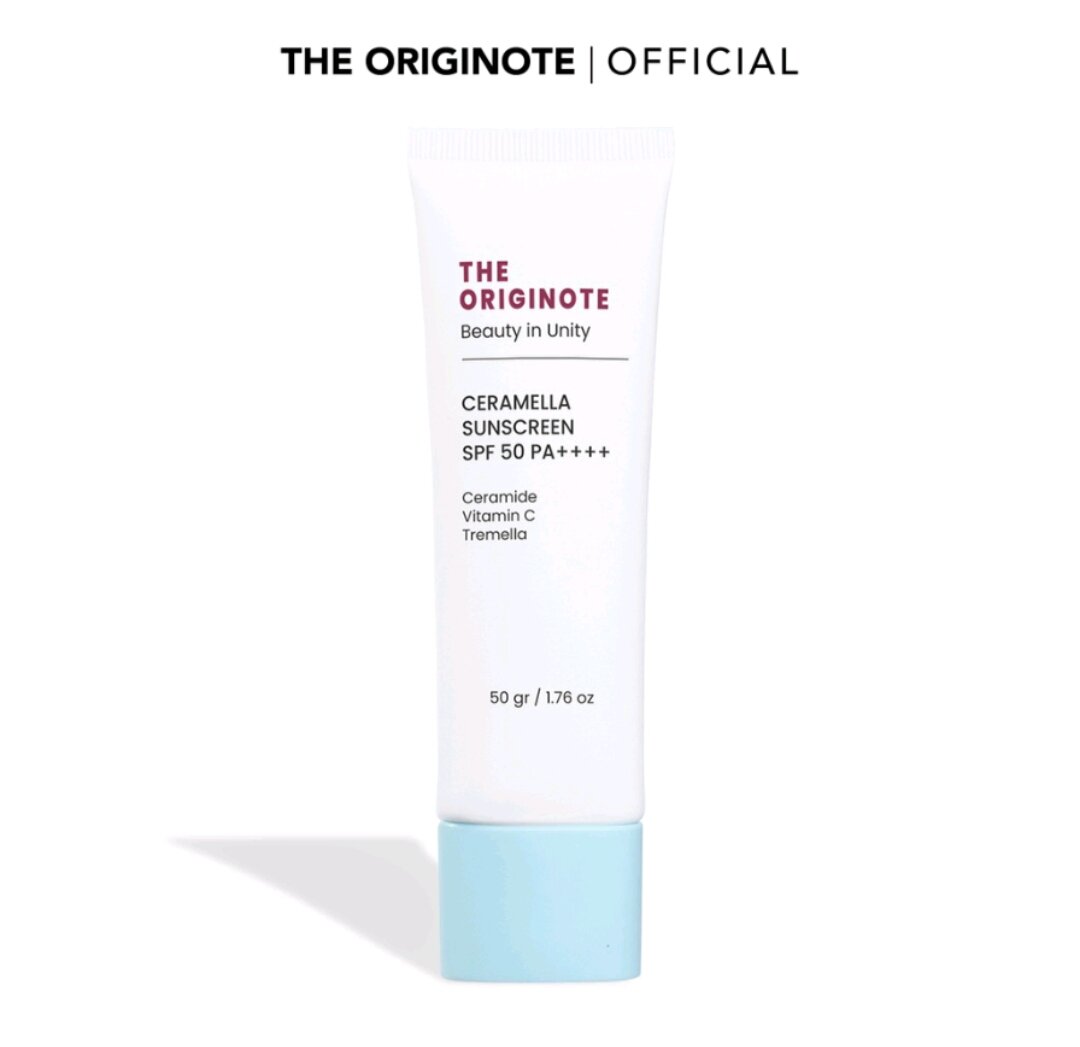 THE ORIGINOTE | OFFICIAL
THE
ORIGINOTE
Beauty in Unity
CERAMELLA
SUNSCREEN
SPF 50 PA++++
Ceramide
Vitamin C
Tremella
50 gr / 1.76 oz